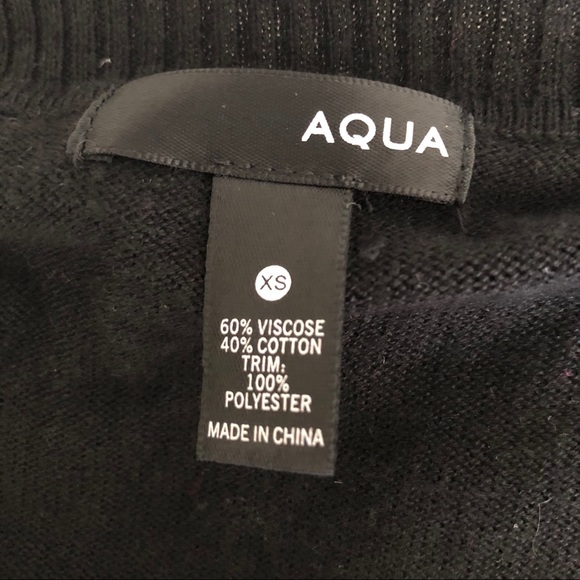 AQUA
XS
60% VISCOSE
40% COTTON
TRIM:
100%
POLYESTER
MADE IN CHINA